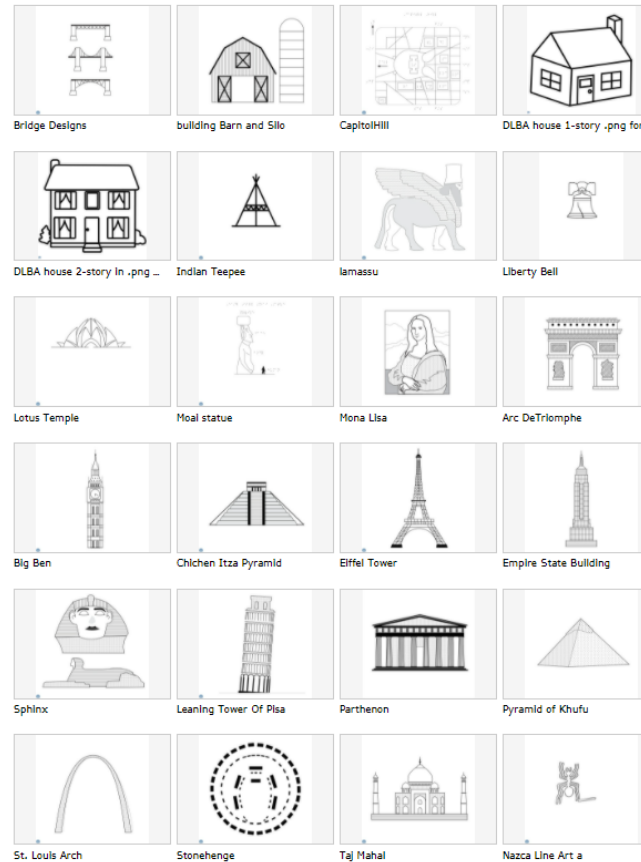 Bridge Designs
building Barn and Silo
CapitolHill
DLBA house 1-story .png for
DLBA house 2-story in .png ...
Indian Teepee
lamassu
Liberty Bell
Lotus Temple
Moai statue
Mona Lisa
Arc DeTriomphe
Big Ben
Chichen Itza Pyramid
Eiffel Tower
Empire State Building
Sphinx
Leaning Tower Of Pisa
Parthenon
Pyramid of Khufu
St. Louis Arch
Stonehenge
Taj Mahal
Nazca Line Art a